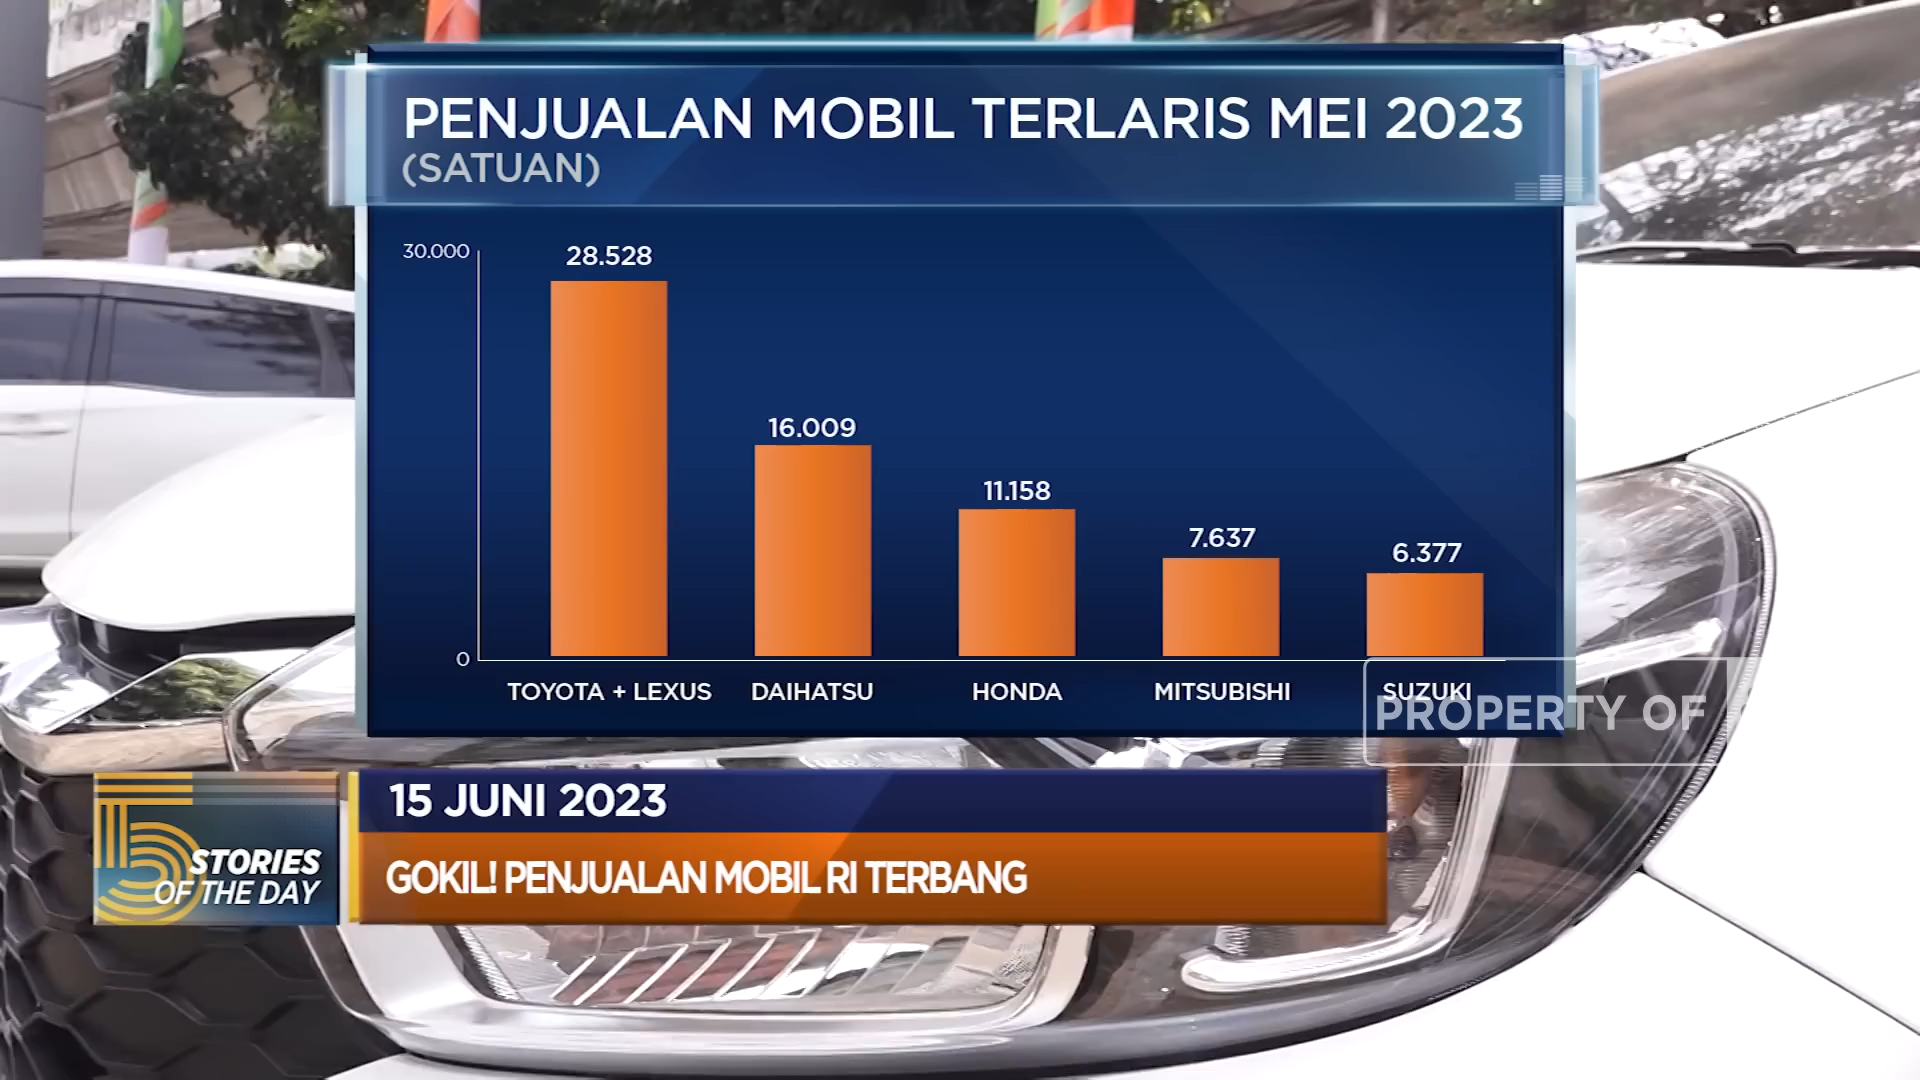 PENJUALAN MOBIL TERLARIS MEI 2023
(SATUAN)
30.000
28.528
16.009
11.158
7.637
6.377
0
TOYOTA + LEXUS
DAIHATSU
HONDA
MITSUBISHI
SUZUKI
PROPERTY OF
15 JUNI 2023
5 STORIES
OF THE DAY
GOKIL! PENJUALAN MOBIL RI TERBANG